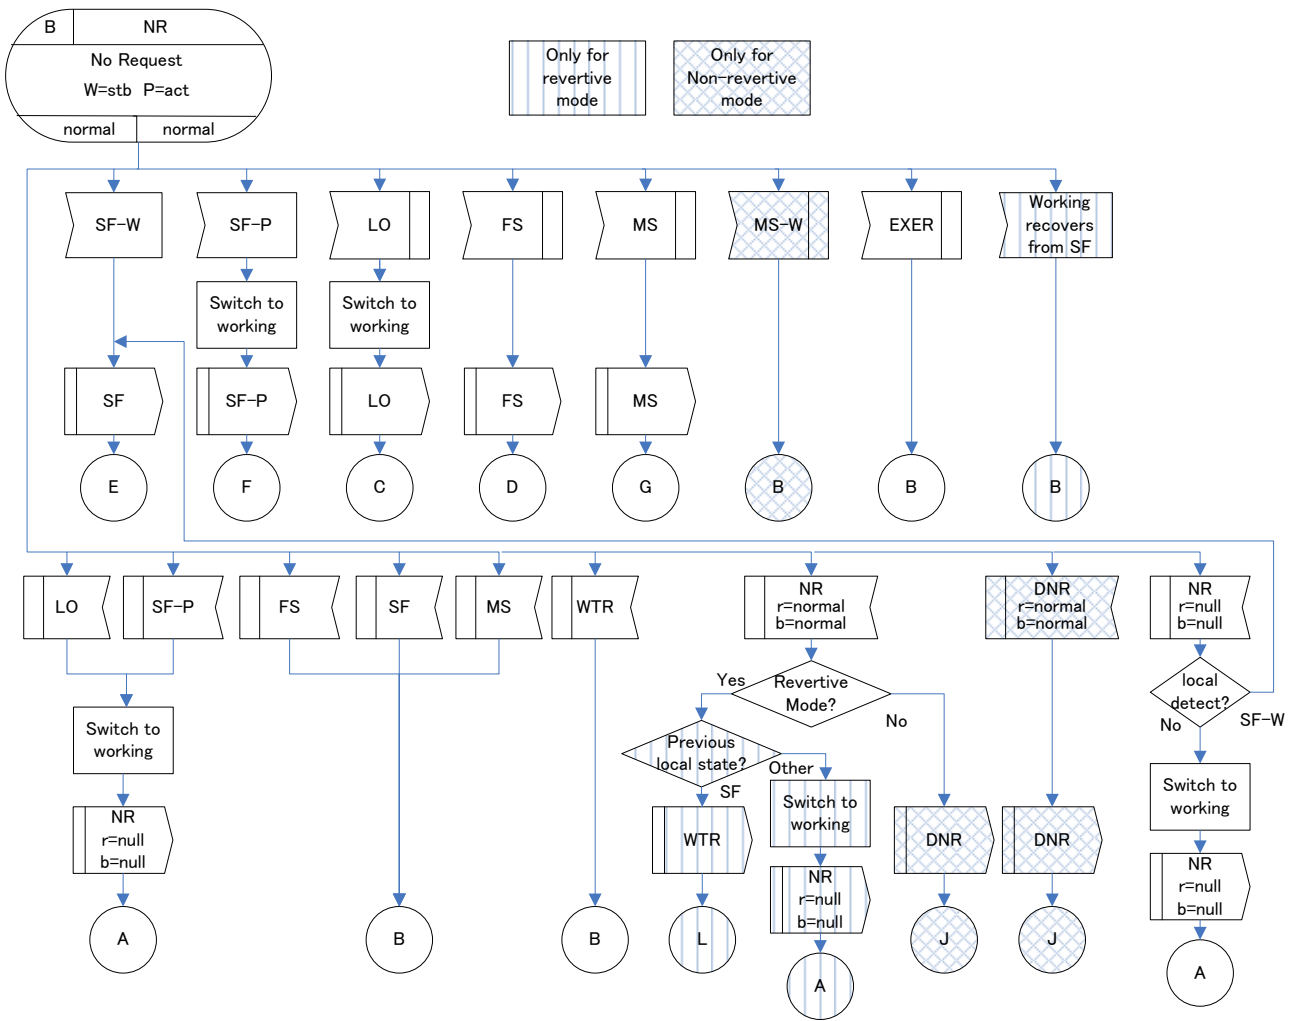 B NR
No Request
W=stb P=act
normal normal
Only for
revertive
mode
Only for
Non-revertive
mode
SF-W
SF-P
LO
FS
MS
MS-W
EXER
Working
recovers
from SF
Switch to
working
Switch to
working
SF
SF-P
LO
FS
MS
E
F
C
D
G
B
B
B
LO
SF-P
FS
SF
MS
WTR
NR
r=normal
b=normal
DNR
r=normal
b=normal
NR
r=null
b=null
Yes
Revertive
Mode?
No
local
detect?
No
SF-W
Switch to
working
Previous
local state?
Other
SF
Switch to
working
Switch to
working
NR
r=null
b=null
WTR
DNR
DNR
NR
r=null
b=null
NR
r=null
b=null
A
B
B
L
A
J
J
A